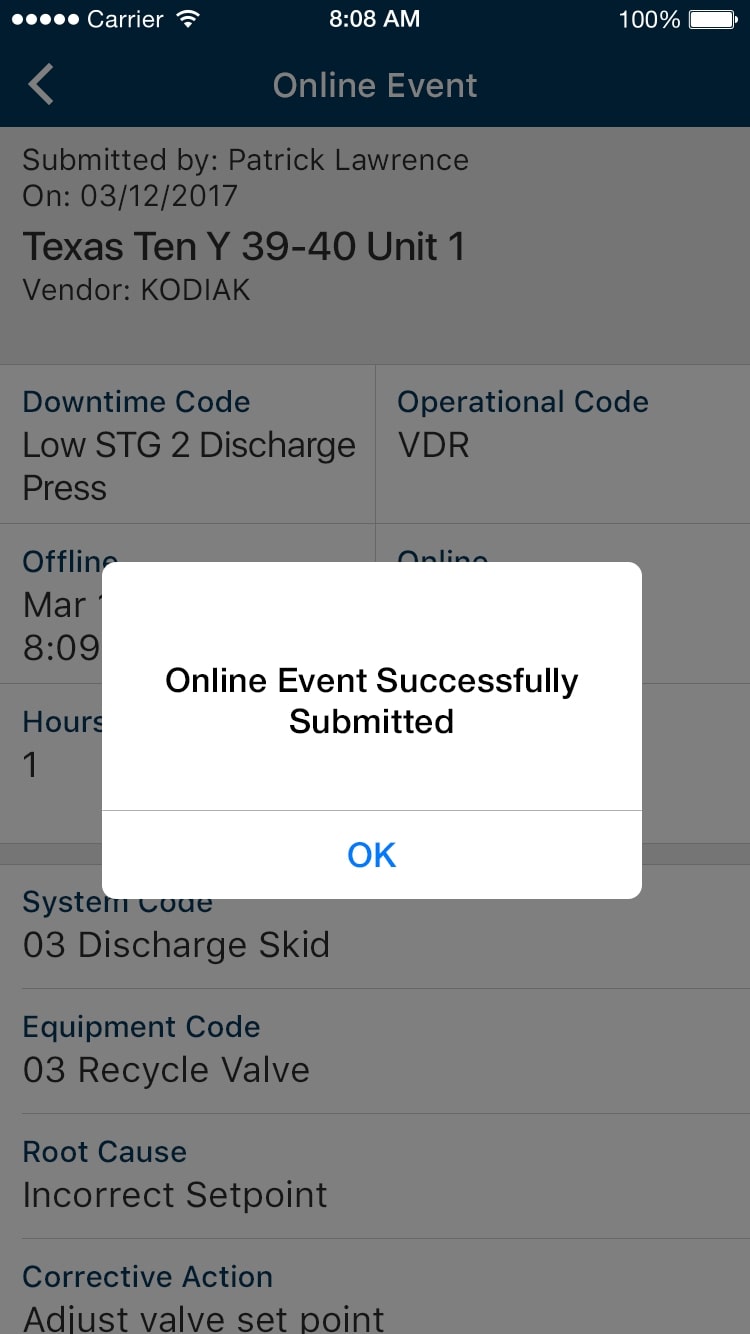 Carrier 8:08 AM 100%
Online Event
Submitted by: Patrick Lawrence
On: 03/12/2017
Texas Ten Y 39-40 Unit 1
Vendor: KODIAK
Downtime Code Operational Code
Low STG 2 Discharge VDR
Press
Offline Online
Mar
8:09
Hours
1
Online Event Successfully
Submitted
OK
System Code
03 Discharge Skid
Equipment Code
03 Recycle Valve
Root Cause
Incorrect Setpoint
Corrective Action
Adjust valve set point